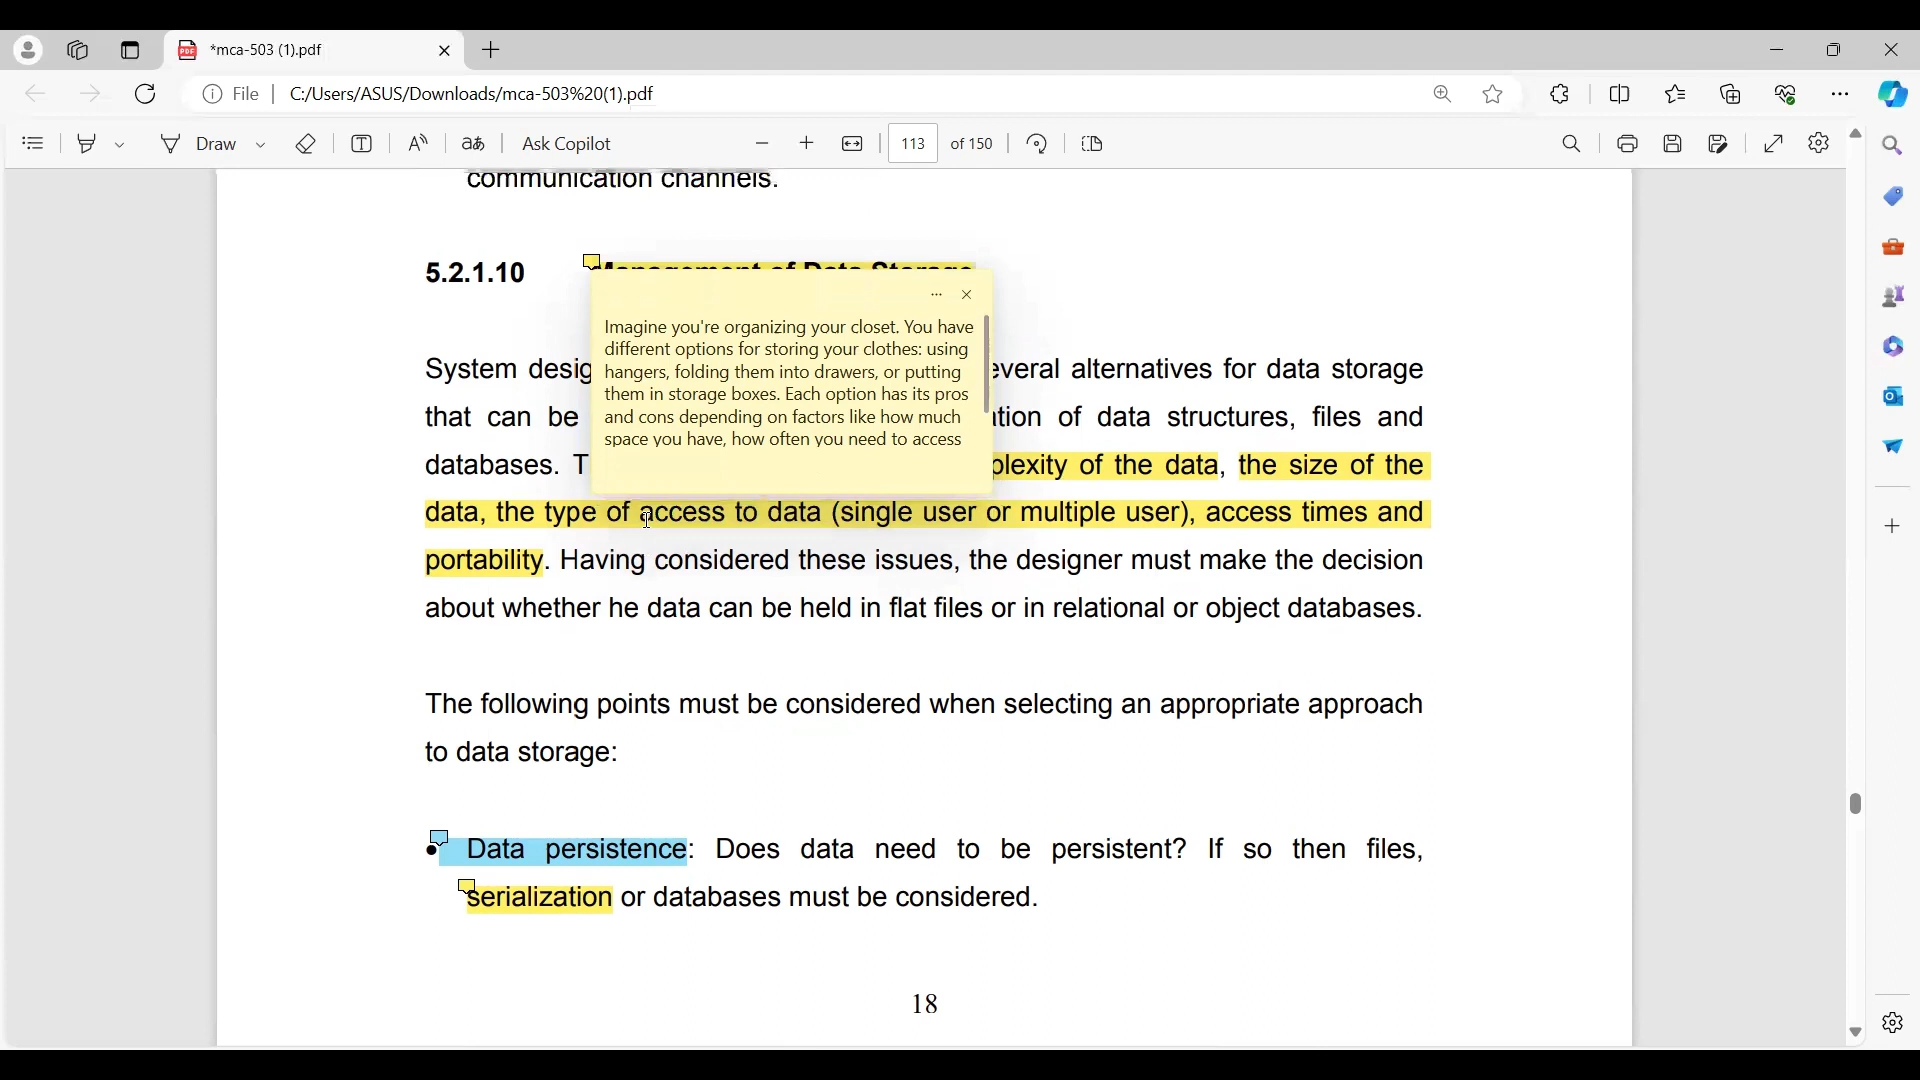 *mca-503 (1).pdf
File
C:/Users/ASUS/Downloads/mca-503%20(1).pdf
Draw
Ask Copilot
113 of 150
communication channels.
5.2.1.10 Management of Data Storage
Imagine you're organizing your closet. You have
different options for storing your clothes: using
hangers, folding them into drawers, or putting
them in storage boxes. Each option has its pros
and cons depending on factors like how much
space you have, how often you need to access
System everal alternatives for data storage
that can be of data structures, files and
databases. of the data, the size of the
data, the type of access to data (single user or multiple user), access times and
portability. Having considered these issues, the designer must make the decision
about whether he data can be held in flat files or in relational or object databases.
The following points must be considered when selecting an appropriate approach
to data storage:
● Data persistence: Does data need to be persistent? If so then files,
serialization or databases must be considered.
18